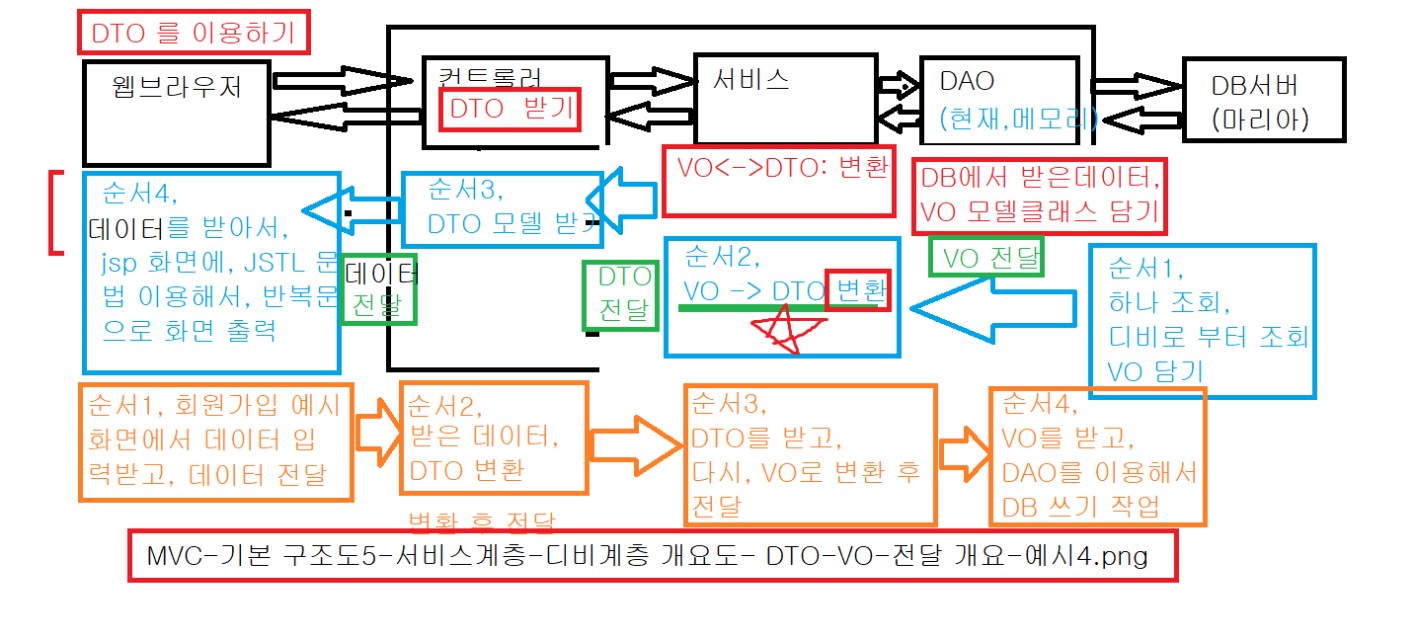 DTO 를 이용하기
웹브라우저
컨트롤러
DTO 받기
서비스
DAO
(현재,메모리)
DB서버
(마리아)
VO<->DTO: 변환
DB에서 받은데이터,
VO 모델클래스 담기
순서4,
데이터를 받아서,
jsp 화면에, JSTL 문
법 이용해서, 반복문
으로 화면 출력
데이터
전달
순서3,
DTO 모델 받기
DTO
전달
순서2,
VO -> DTO 변환
VO 전달
순서1,
하나 조회,
디비로 부터 조회
VO 담기
순서1, 회원가입 예시
화면에서 데이터 입
력받고, 데이터 전달
순서2,
받은 데이터,
DTO 변환
변환 후 전달
순서3,
DTO를 받고,
다시, VO로 변환 후
전달
순서4,
VO를 받고,
DAO를 이용해서
DB 쓰기 작업
MVC-기본 구조도5-서비스계층-디비계층 개요도- DTO-VO-전달 개요-예시4.png